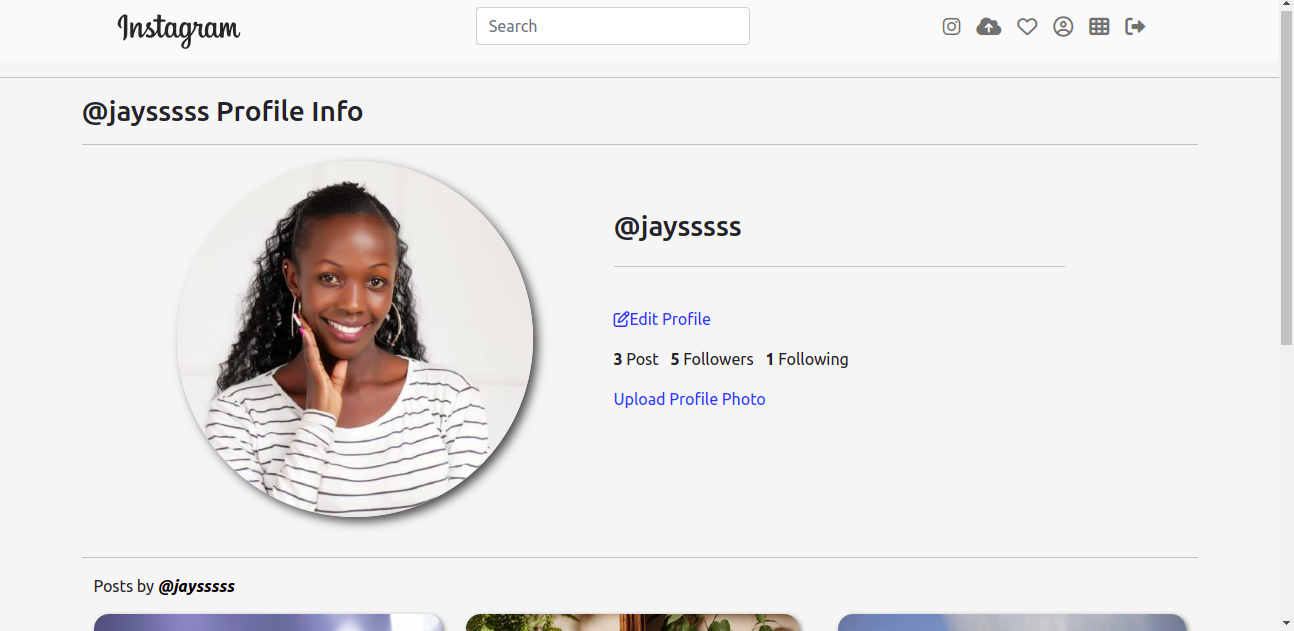 Instagram
Search
@jaysssss Profile Info
@jaysssss
Edit Profile
3 Post 5 Followers 1 Following
Upload Profile Photo
Posts by @jaysssss